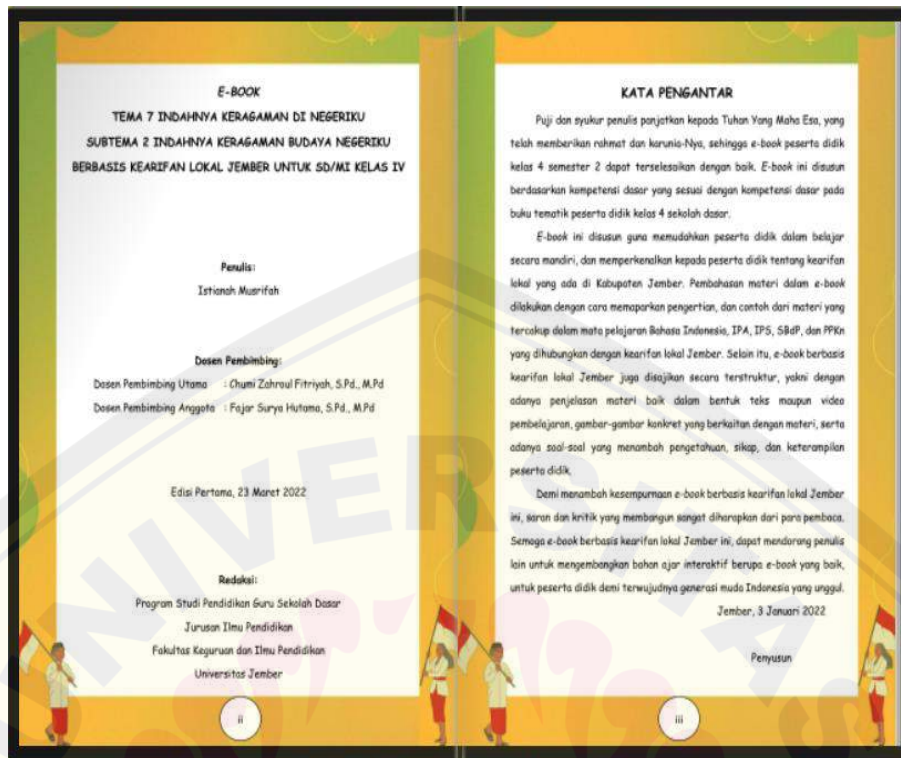 E-BOOK
TEMA 7 INDAHNYA KERAGAMAN DI NEGERIKU
SUBTEMA 2 INDAHNYA KERAGAMAN BUDAYA NEGERIKU
BERBASIS KEARIFAN LOKAL JEMBER UNTUK SD/MI KELAS IV
Penulis:
Istianah Musrifah
Dosen Pembimbing:
Dosen Pembimbing Utama : Chumi Zahroul Fitriyah, S.Pd., M.Pd
Dosen Pembimbing Anggota : Fajar Surya Hutama, S.Pd., M.Pd
Edisi Pertama, 23 Maret 2022
Redaksi:
Program Studi Pendidikan Guru Sekolah Dasar
Jurusan Ilmu Pendidikan
Fakultas Keguruan dan Ilmu Pendidikan
Universitas Jember
ii
KATA PENGANTAR
Puji dan syukur penulis panjatkan kepada Tuhan Yang Maha Esa, yang
telah memberikan rahmat dan karunia-Nya, sehingga e-book peserta didik
kelas 4 semester 2 dapat terselesaikan dengan baik. E-book ini disusun
berdasarkan kompetensi dasar yang sesuai dengan kompetensi dasar pada
buku tematik peserta didik kelas 4 sekolah dasar.
E-book ini disusun guna memudahkan peserta didik dalam belajar
secara mandiri, dan memperkenalkan kepada peserta didik tentang kearifan
lokal yang ada di Kabupaten Jember. Pembahasan materi dalam e-book
dilakukan dengan cara memaparkan pengertian, dan contoh dari materi yang
tercakup dalam mata pelajaran Bahasa Indonesia, IPA, IPS, SBdP, dan PPKn
yang dihubungkan dengan kearifan lokal Jember. Selain itu, e-book berbasis
kearifan lokal Jember juga disajikan secara terstruktur, yakni dengan
adanya penjelasan materi baik dalam bentuk teks maupun video
pembelajaran, gambar-gambar konkret yang berkaitan dengan materi, serta
adanya soal-soal yang menambah pengetahuan, sikap, dan keterampilan
peserta didik.
Demi menambah kesempurnaan e-book berbasis kearifan lokal Jember
ini, saran dan kritik yang membangun sangat diharapkan dari para pembaca.
Semoga e-book berbasis kearifan lokal Jember ini, dapat mendorong penulis
lain untuk mengembangkan bahan ajar interaktif berupa e-book yang baik,
untuk peserta didik demi terwujudnya generasi muda Indonesia yang unggul.
Jember, 3 Januari 2022
Penyusun
iii
UNIVERSITAS